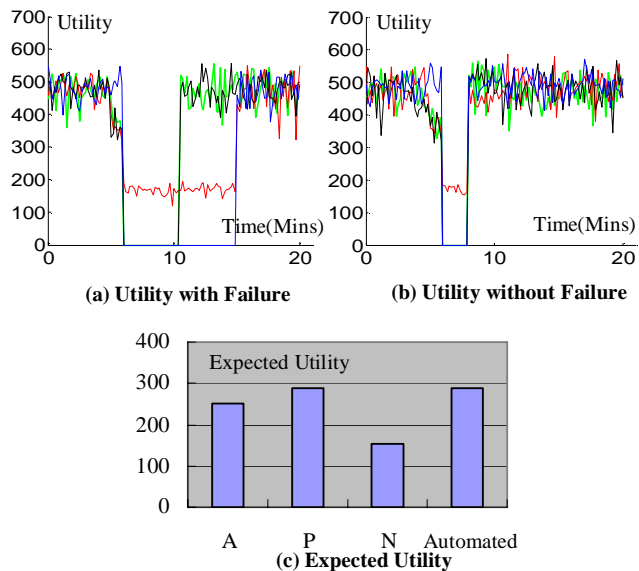 Utility
700
600
500
400
300
200
100
0
Time(Mins)
0
10
20
(a) Utility with Failure
Utility
700
600
500
400
300
200
100
0
Time(Mins)
0
10
20
(b) Utility without Failure
400
300
200
100
0
Expected Utility
A
P
N
Automated
(c) Expected Utility